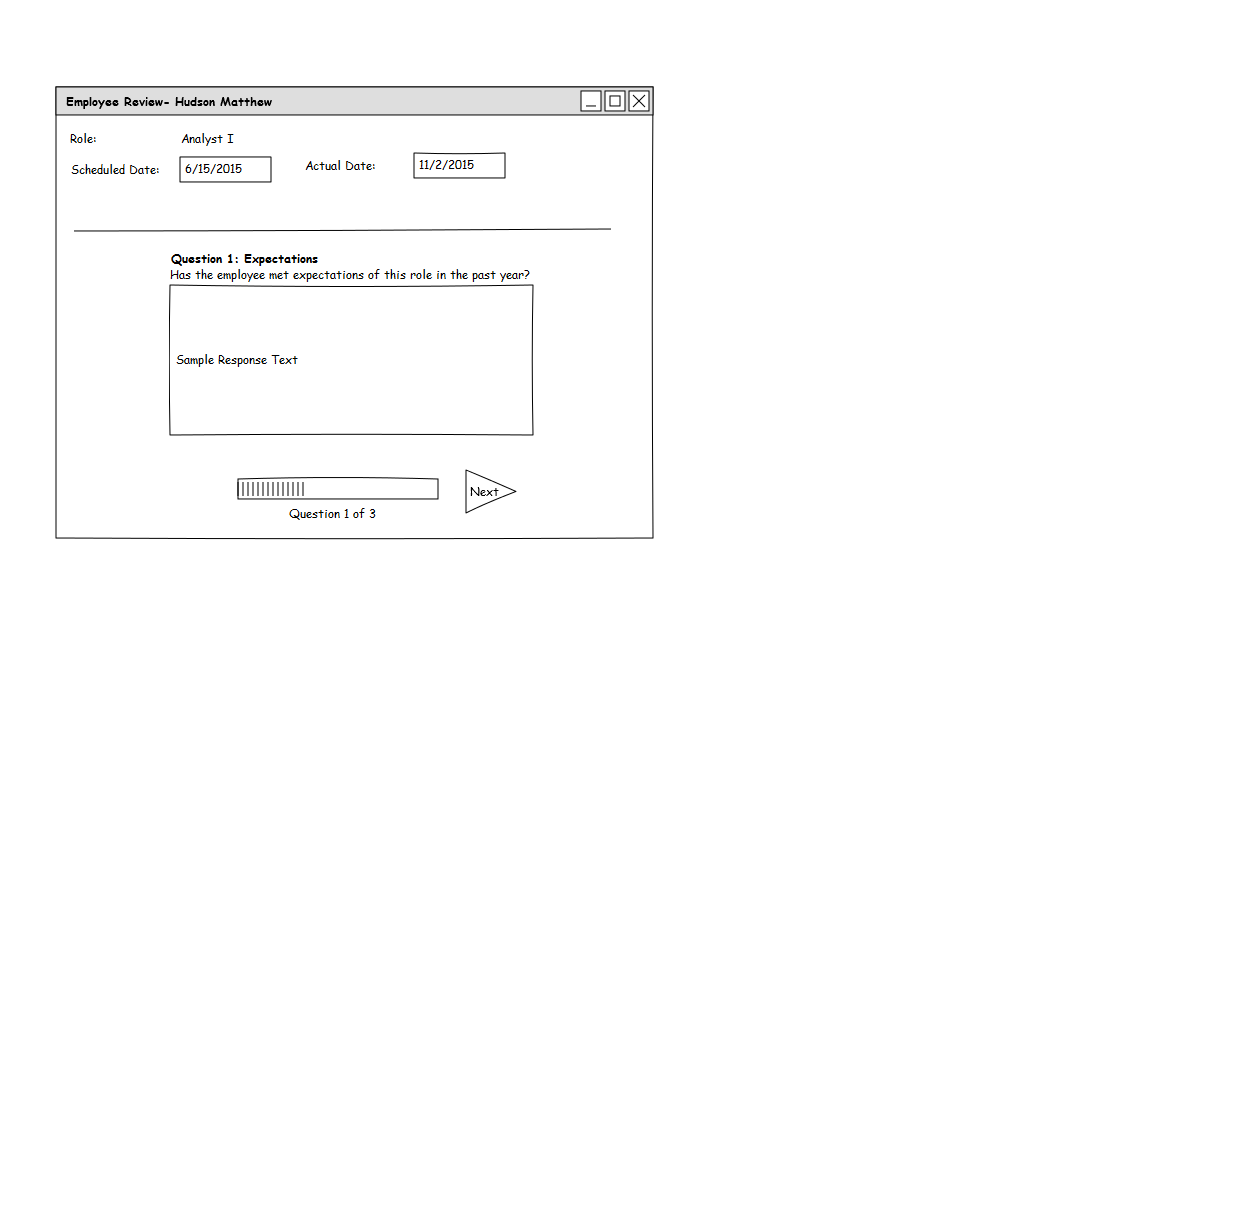 Employee Review- Hudson Matthew
Role: Analyst I
Scheduled Date: 6/15/2015 Actual Date: 11/2/2015
Question 1: Expectations
Has the employee met expectations of this role in the past year?
Sample Response Text
Next
Question 1 of 3